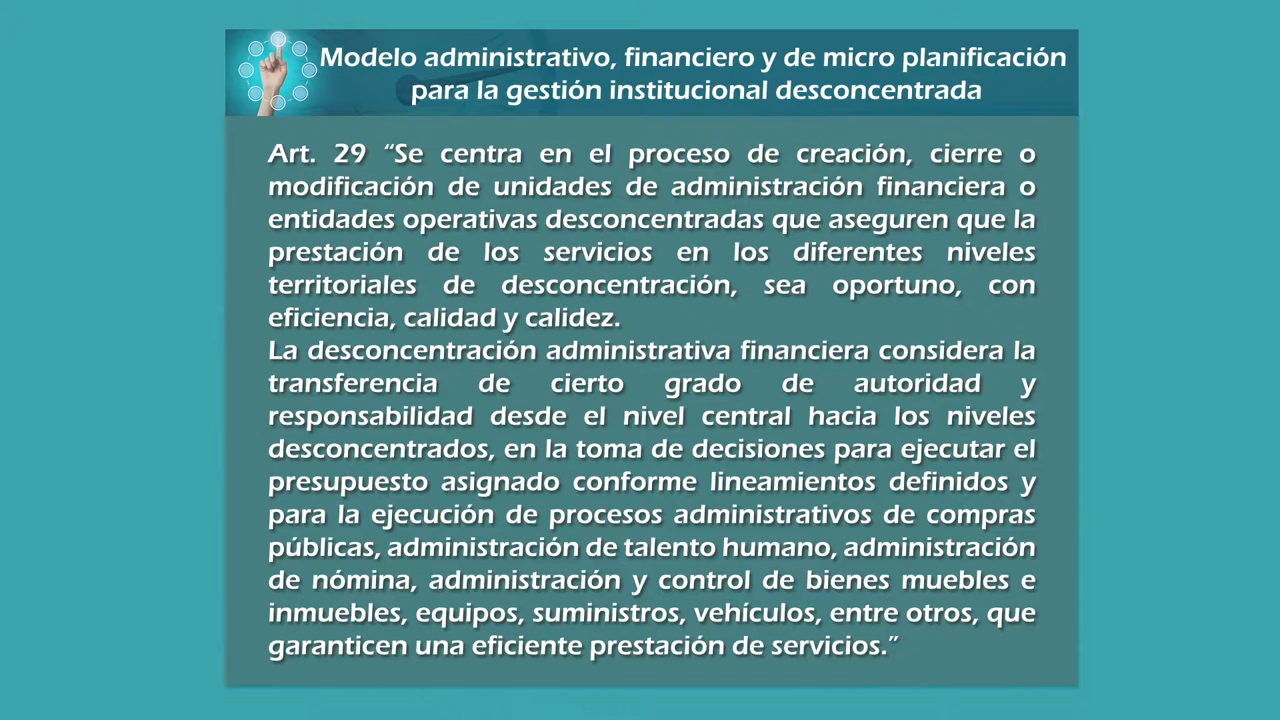 Modelo administrativo, financiero y de micro planificación
para la gestión institucional desconcentrada
Art. 29 “Se centra en el proceso de creación, cierre o
modificación de unidades de administración financiera o
entidades operativas desconcentradas que aseguren que la
prestación de los servicios en los diferentes niveles
territoriales de desconcentración, sea oportuno, con
eficiencia, calidad y calidez.
La desconcentración administrativa financiera considera la
transferencia de cierto grado de autoridad y
responsabilidad desde el nivel central hacia los niveles
desconcentrados, en la toma de decisiones para ejecutar el
presupuesto asignado conforme lineamientos definidos y
para la ejecución de procesos administrativos de compras
públicas, administración de talento humano, administración
de nómina, administración y control de bienes muebles e
inmuebles, equipos, suministros, vehículos, entre otros, que
garanticen una eficiente prestación de servicios.”